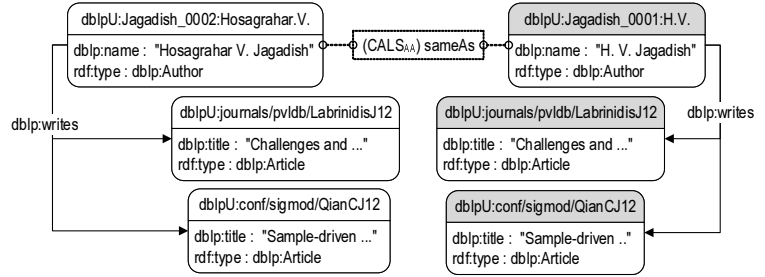 dblpU:Jagadish_0002:Hosagrahar.V.
dblp:name : "Hosagrahar V. Jagadish"
rdf:type : dblp:Author
(CALSAA) sameAs
dblpU:Jagadish_0001:H.V.
dblp:name : "H. V. Jagadish"
rdf:type : dblp:Author
dblp:writes
dblpU:journals/pvldb/LabrinidisJ12
dblp:title : "Challenges and ..."
rdf:type : dblp:Article
dblpU:journals/pvldb/LabrinidisJ12
dblp:title : "Challenges and ..."
rdf:type : dblp:Article
dblp:writes
dblpU:conf/sigmod/QianCJ12
dblp:title : "Sample-driven ..."
rdf:type : dblp:Article
dblpU:conf/sigmod/QianCJ12
dblp:title : "Sample-driven .."
rdf:type : dblp:Article